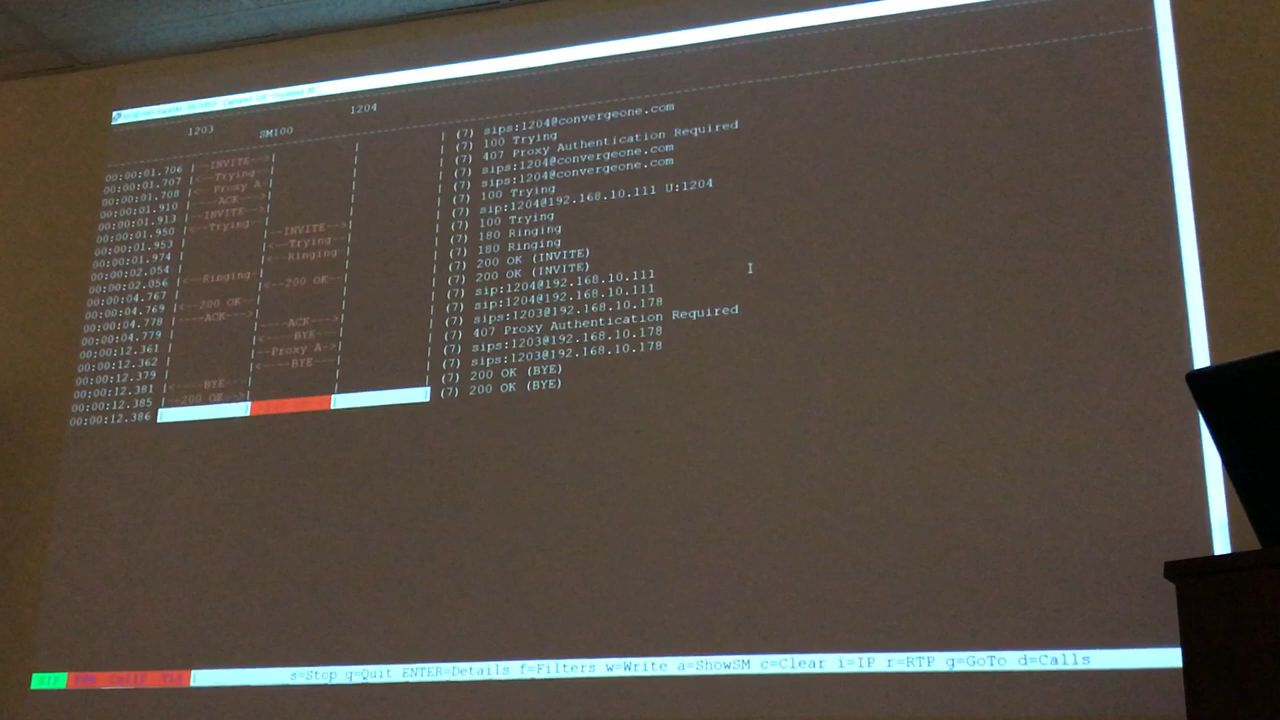 1204
1203 SM100
00:00:01.706 |--INVITE-->| | | (7) sips:1204@convergeone.com
00:00:01.707 |<--Trying--| | | (7) 100 Trying
00:00:01.708 |<--Proxy A-| | | (7) 407 Proxy Authentication Required
00:00:01.910 |---ACK---->| | | (7) sips:1204@convergeone.com
00:00:01.913 |--INVITE-->| | | (7) sips:1204@convergeone.com
00:00:01.950 |<--Trying--| | | (7) 100 Trying
00:00:01.953 | |--INVITE-->| | (7) sip:1204@192.168.10.111 U:1204
00:00:01.974 | |<--Trying--| | (7) 100 Trying
00:00:02.054 | |<--Ringing-| | (7) 180 Ringing
00:00:02.056 |<--Ringing-| | | (7) 180 Ringing
00:00:04.767 | |<--200 OK--| | (7) 200 OK (INVITE)
00:00:04.769 |<--200 OK--| | | (7) 200 OK (INVITE)
00:00:04.778 |---ACK---->| | | (7) sip:1204@192.168.10.111
00:00:04.779 | |---ACK---->| | (7) sip:1204@192.168.10.111
00:00:12.361 | |<---BYE----| | (7) sips:1203@192.168.10.178
00:00:12.362 | |--Proxy A->| | (7) 407 Proxy Authentication Required
00:00:12.379 | |<---BYE----| | (7) sips:1203@192.168.10.178
00:00:12.381 |<---BYE----| | | (7) sips:1203@192.168.10.178
00:00:12.385 |--200 OK-->| | | (7) 200 OK (BYE)
00:00:12.386 (7) 200 OK (BYE)
SIP CallP TLS s=Stop q=Quit ENTER=Details f=Filters w=Write a=ShowSM c=Clear i=IP r=RTP g=GoTo d=Calls